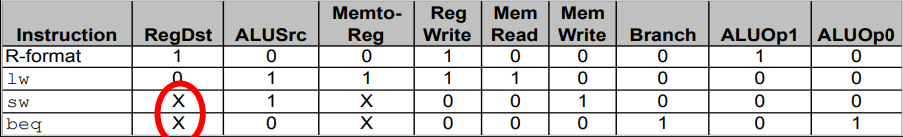 Instruction RegDst ALUSrc Memto-Reg Reg Write Mem Read Mem Write Branch ALUOp1 ALUOp0
R-format 1 0 0 1 0 0 0 1 0
lw 0 1 1 1 1 0 0 0 0
sw X 1 X 0 0 1 0 0 0
beq X 0 X 0 0 0 1 0 1